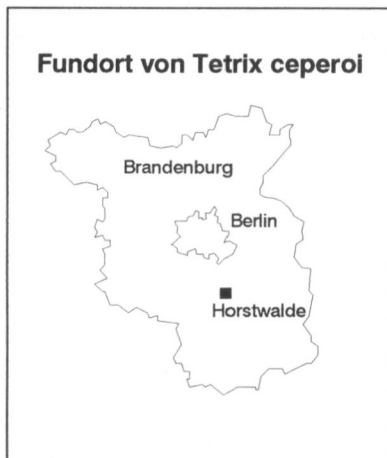 Fundort von Tetrix ceperoi
Brandenburg
Berlin
Horstwalde